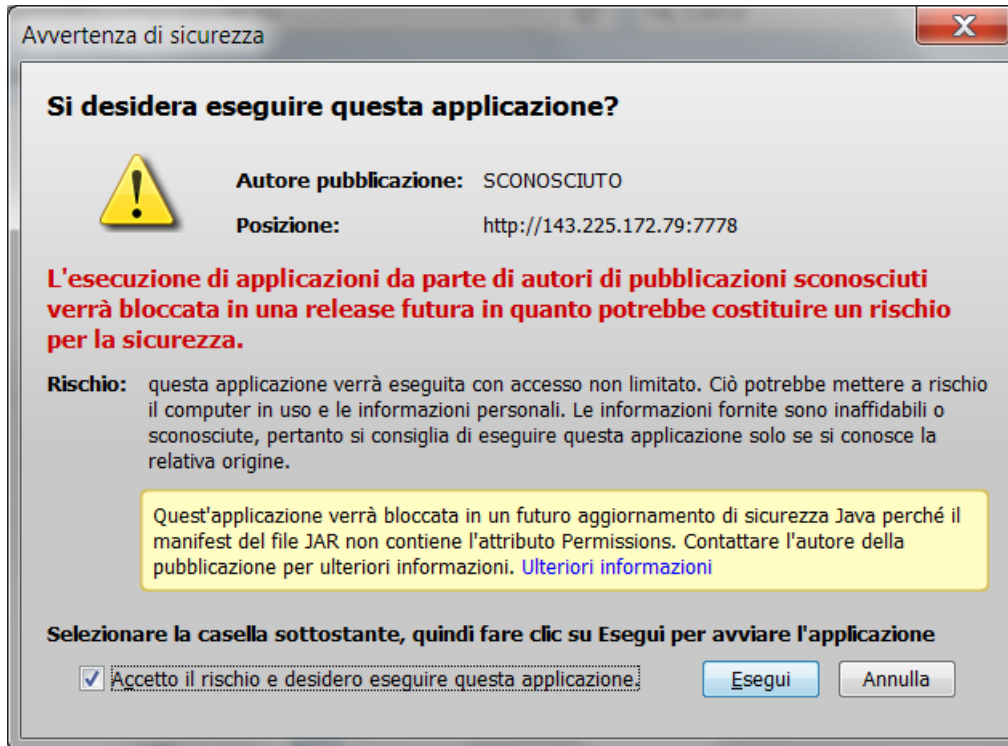 Avvertenza di sicurezza
Si desidera eseguire questa applicazione?
Autore pubblicazione: SCONOSCIUTO
Posizione: http://143.225.172.79:7778
L'esecuzione di applicazioni da parte di autori di pubblicazioni sconosciuti
verrà bloccata in una release futura in quanto potrebbe costituire un rischio
per la sicurezza.
Rischio: questa applicazione verrà eseguita con accesso non limitato. Ciò potrebbe mettere a rischio
il computer in uso e le informazioni personali. Le informazioni fornite sono inaffidabili o
sconosciute, pertanto si consiglia di eseguire questa applicazione solo se si conosce la
relativa origine.
Quest'applicazione verrà bloccata in un futuro aggiornamento di sicurezza Java perché il
manifest del file JAR non contiene l'attributo Permissions. Contattare l'autore della
pubblicazione per ulteriori informazioni. Ulteriori informazioni
Selezionare la casella sottostante, quindi fare clic su Esegui per avviare l'applicazione
Accetto il rischio e desidero eseguire questa applicazione. Esegui Annulla